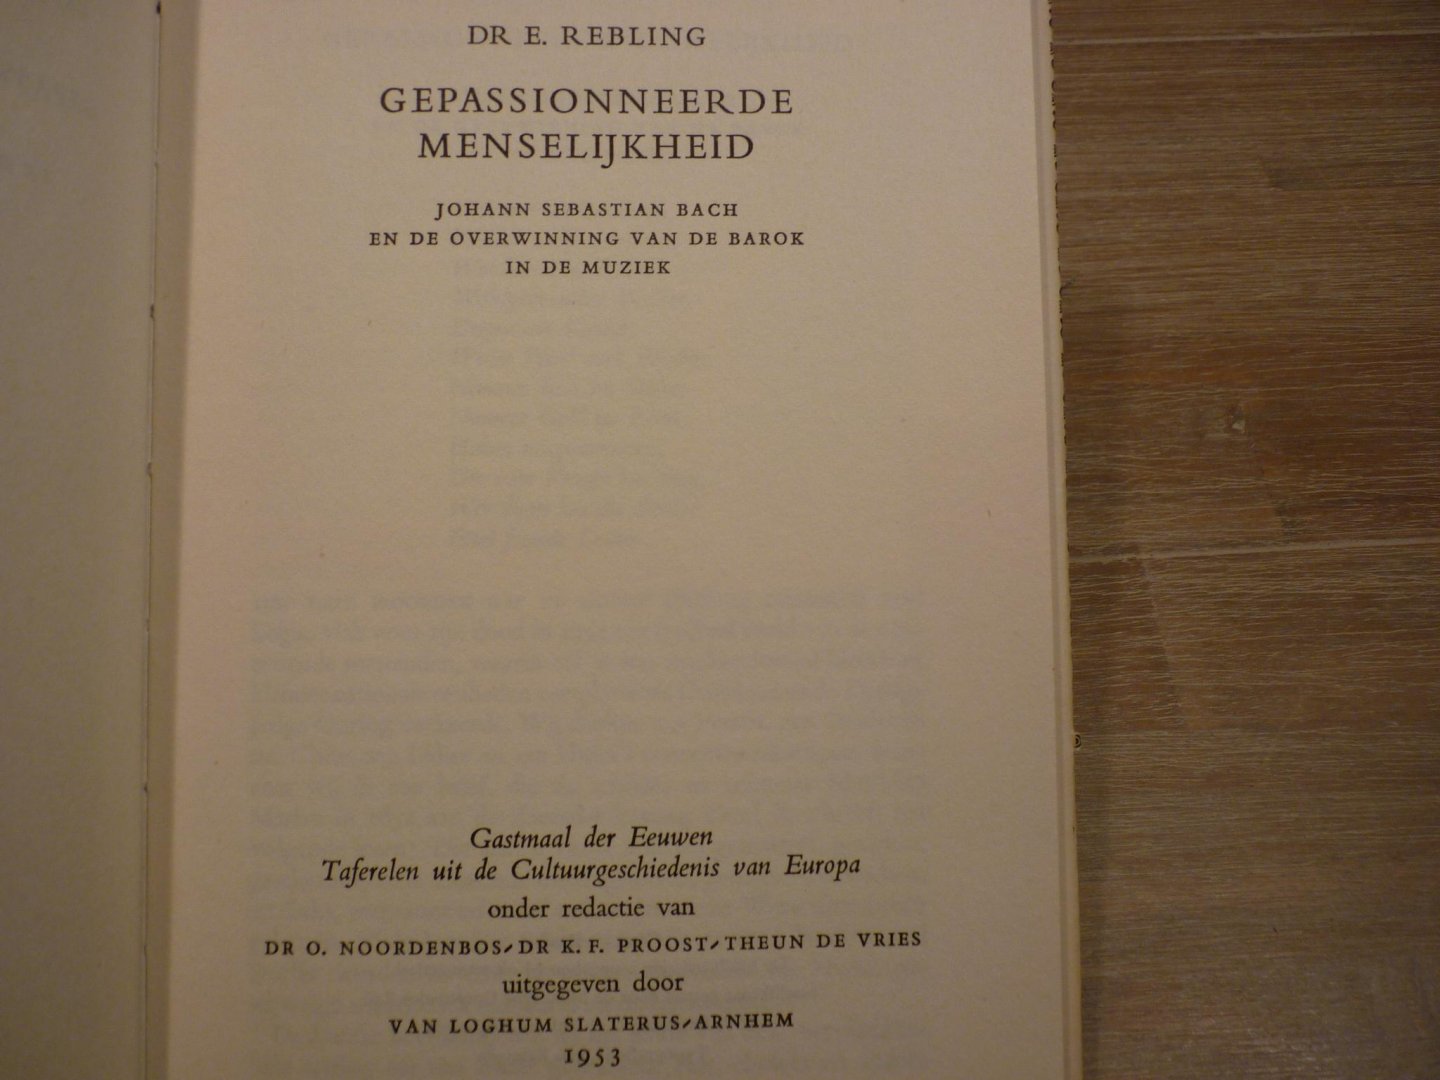 DR E. REBLING
GEPASSIONNEERDE
MENSELIJKHEID
JOHANN SEBASTIAN BACH
EN DE OVERWINNING VAN DE BAROK
IN DE MUZIEK
Gastmaal der Eeuwen
Taferelen uit de Cultuurgeschiedenis van Europa
onder redactie van
DR O. NOORDENBOS/DR K. F. PROOST/THEUN DE VRIES
uitgegeven door
VAN LOGHUM SLATERUS/ARNHEM
1953